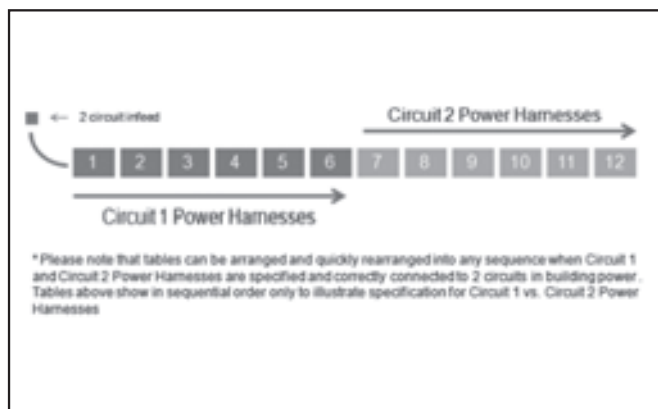 Circuit 2 Power Harnesses
← 2 circuit infeed
1 2 3 4 5 6 7 8 9 10 11 12
Circuit 1 Power Harnesses
* Please note that tables can be arranged and quickly rearranged into any sequence when Circuit 1
and Circuit 2 Power Harnesses are specified and correctly connected to 2 circuits in building power.
Tables above show in sequential order only to illustrate specification for Circuit 1 vs. Circuit 2 Power
Harnesses